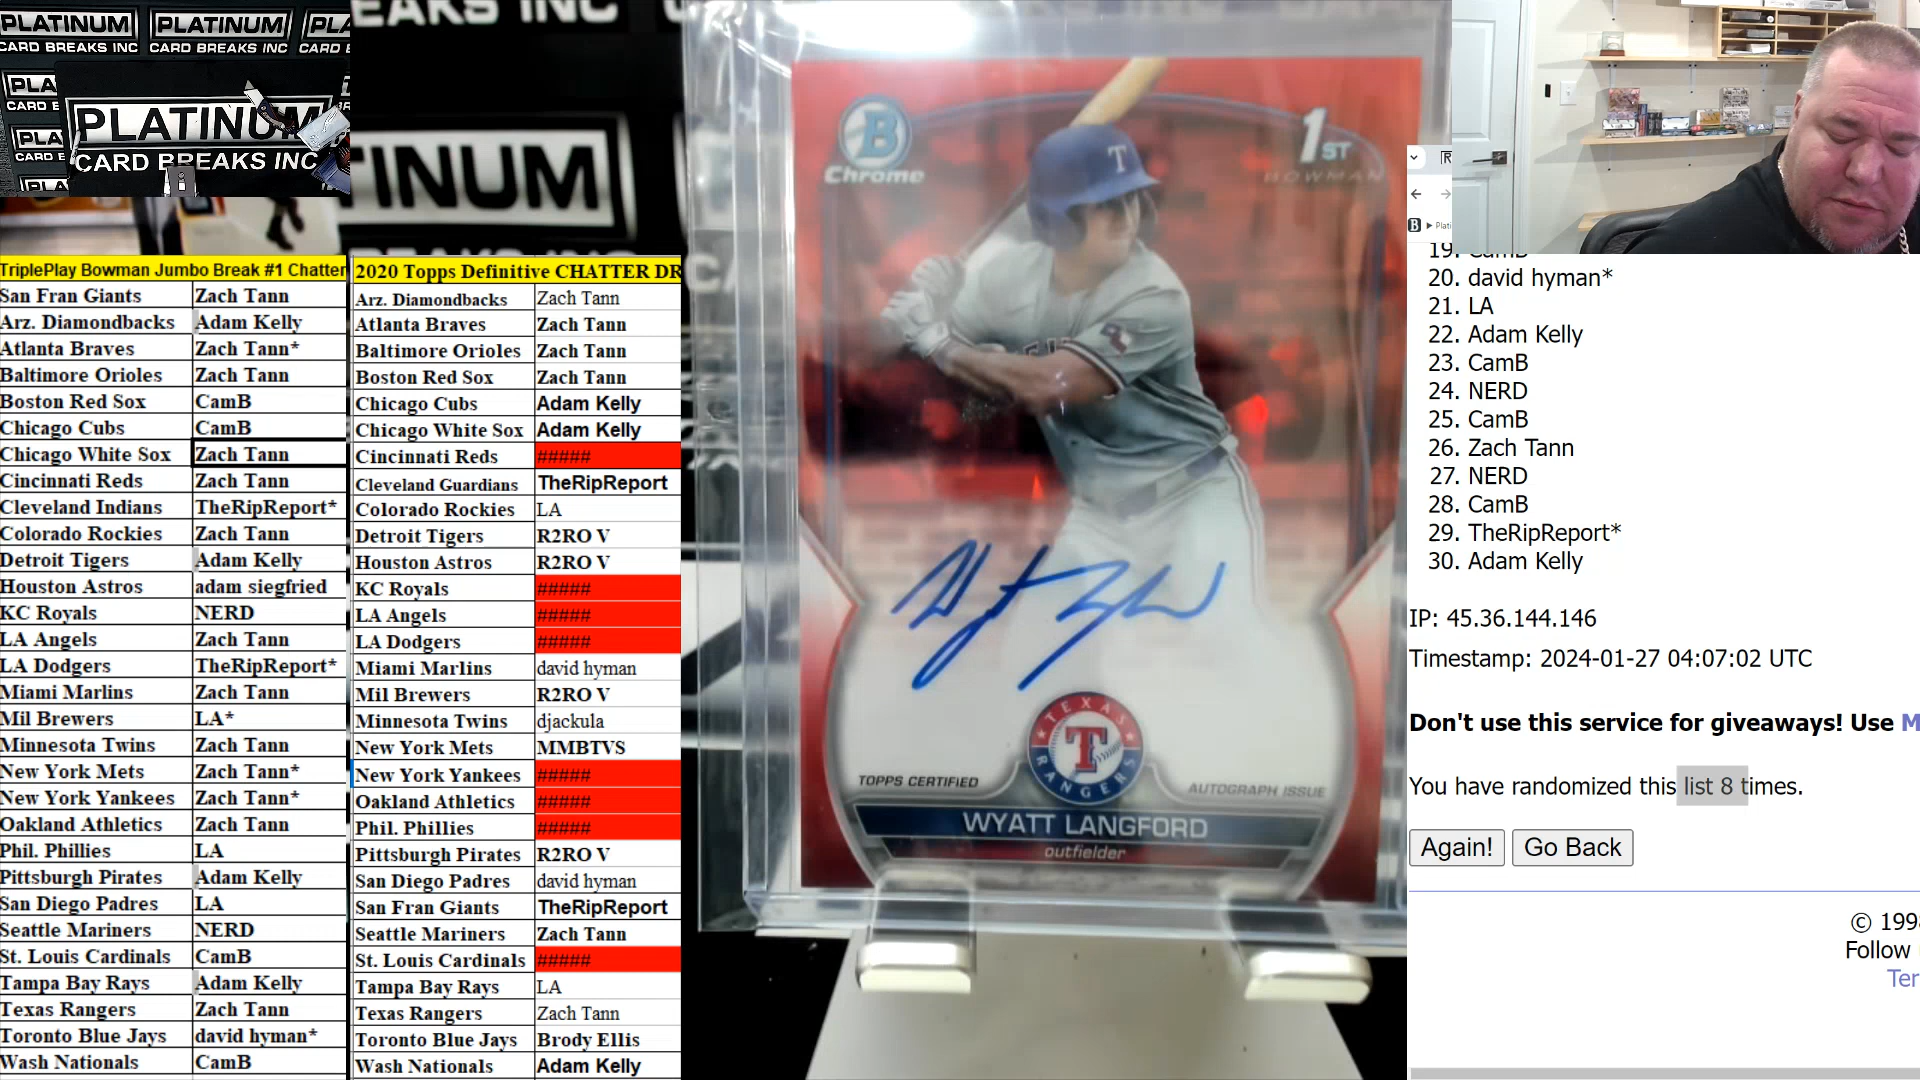 PLATINUM PLATINUM PLA
CARD BREAKS INC CARD BREAKS INC CARD B
PLA
CARD B
PLATINUM
CARD BREAKS INC
EAKS INC
TINUM
TriplePlay Bowman Jumbo Break #1 Chatter
San Fran Giants Zach Tann
Arz. Diamondbacks Adam Kelly
Atlanta Braves Zach Tann*
Baltimore Orioles Zach Tann
Boston Red Sox CamB
Chicago Cubs CamB
Chicago White Sox Zach Tann
Cincinnati Reds Zach Tann
Cleveland Indians TheRipReport*
Colorado Rockies Zach Tann
Detroit Tigers Adam Kelly
Houston Astros adam siegfried
KC Royals NERD
LA Angels Zach Tann
LA Dodgers TheRipReport*
Miami Marlins Zach Tann
Mil Brewers LA*
Minnesota Twins Zach Tann
New York Mets Zach Tann*
New York Yankees Zach Tann*
Oakland Athletics Zach Tann
Phil. Phillies LA
Pittsburgh Pirates Adam Kelly
San Diego Padres LA
Seattle Mariners NERD
St. Louis Cardinals CamB
Tampa Bay Rays Adam Kelly
Texas Rangers Zach Tann
Toronto Blue Jays david hyman*
Wash Nationals CamB
2020 Topps Definitive CHATTER DR
Arz. Diamondbacks Zach Tann
Atlanta Braves Zach Tann
Baltimore Orioles Zach Tann
Boston Red Sox Zach Tann
Chicago Cubs Adam Kelly
Chicago White Sox Adam Kelly
Cincinnati Reds #####
Cleveland Guardians TheRipReport
Colorado Rockies LA
Detroit Tigers R2RO V
Houston Astros R2RO V
KC Royals #####
LA Angels #####
LA Dodgers #####
Miami Marlins david hyman
Mil Brewers R2RO V
Minnesota Twins djackula
New York Mets MMBTVS
New York Yankees #####
Oakland Athletics #####
Phil. Phillies #####
Pittsburgh Pirates R2RO V
San Diego Padres david hyman
San Fran Giants TheRipReport
Seattle Mariners Zach Tann
St. Louis Cardinals #####
Tampa Bay Rays LA
Texas Rangers Zach Tann
Toronto Blue Jays Brody Ellis
Wash Nationals Adam Kelly
B
Chrome
1ST
BOWMAN
T
TEXAS
T
RANGERS
TOPPS CERTIFIED AUTOGRAPH ISSUE
WYATT LANGFORD
outfielder
19. CamB
20. david hyman*
21. LA
22. Adam Kelly
23. CamB
24. NERD
25. CamB
26. Zach Tann
27. NERD
28. CamB
29. TheRipReport*
30. Adam Kelly
IP: 45.36.144.146
Timestamp: 2024-01-27 04:07:02 UTC
Don't use this service for giveaways! Use M
You have randomized this list 8 times.
Again! Go Back
© 199
Follow
Ter